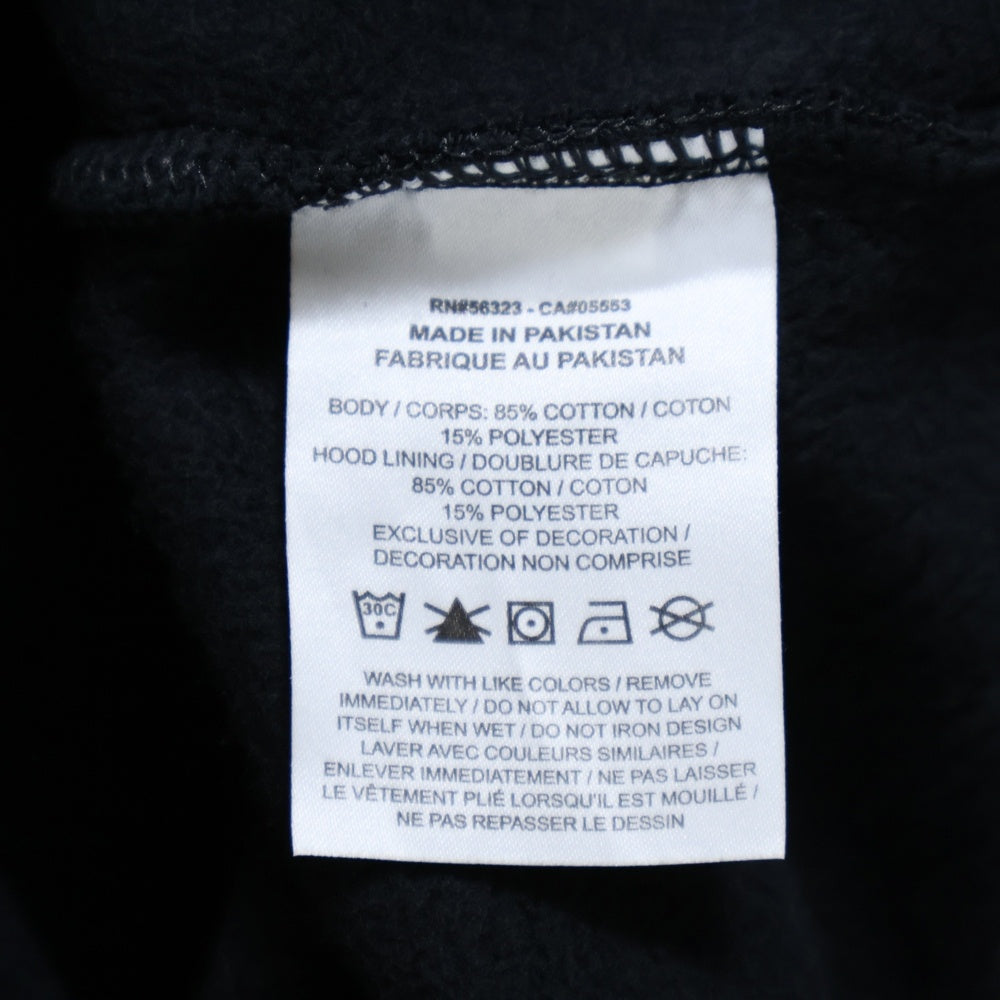 RN#56323 - CA#05553
MADE IN PAKISTAN
FABRIQUE AU PAKISTAN
BODY / CORPS: 85% COTTON / COTON
15% POLYESTER
HOOD LINING / DOUBLURE DE CAPUCHE:
85% COTTON / COTON
15% POLYESTER
EXCLUSIVE OF DECORATION /
DECORATION NON COMPRISE
30C
WASH WITH LIKE COLORS / REMOVE
IMMEDIATELY / DO NOT ALLOW TO LAY ON
ITSELF WHEN WET / DO NOT IRON DESIGN
LAVER AVEC COULEURS SIMILAIRES /
ENLEVER IMMEDIATEMENT / NE PAS LAISSER
LE VÊTEMENT PLIÉ LORSQU'IL EST MOUILLÉ /
NE PAS REPASSER LE DESSIN